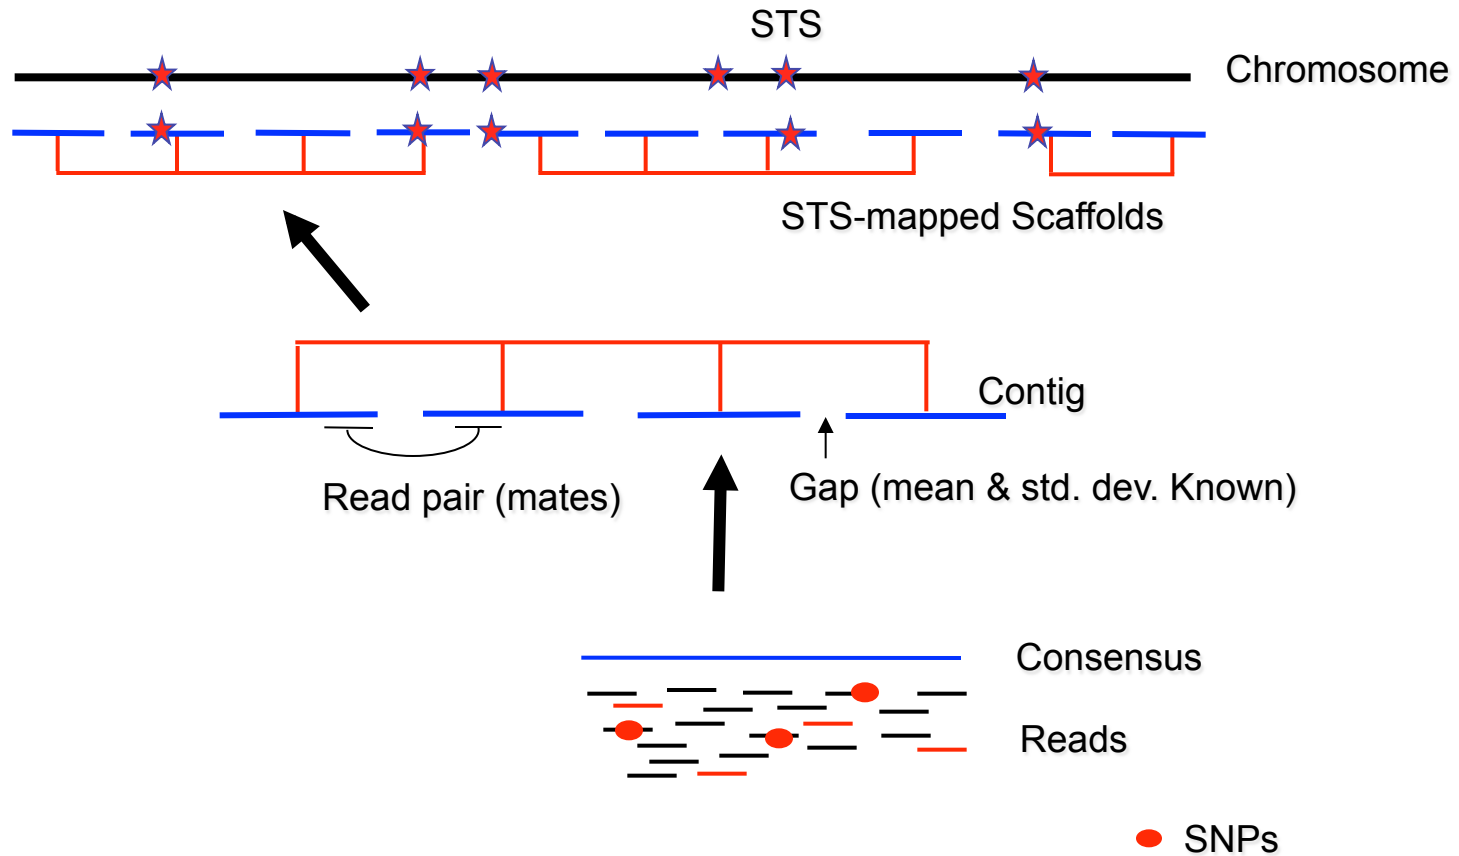 STS
Chromosome
STS-mapped Scaffolds
Contig
Read pair (mates)
Gap (mean & std. dev. Known)
Consensus
Reads
SNPs